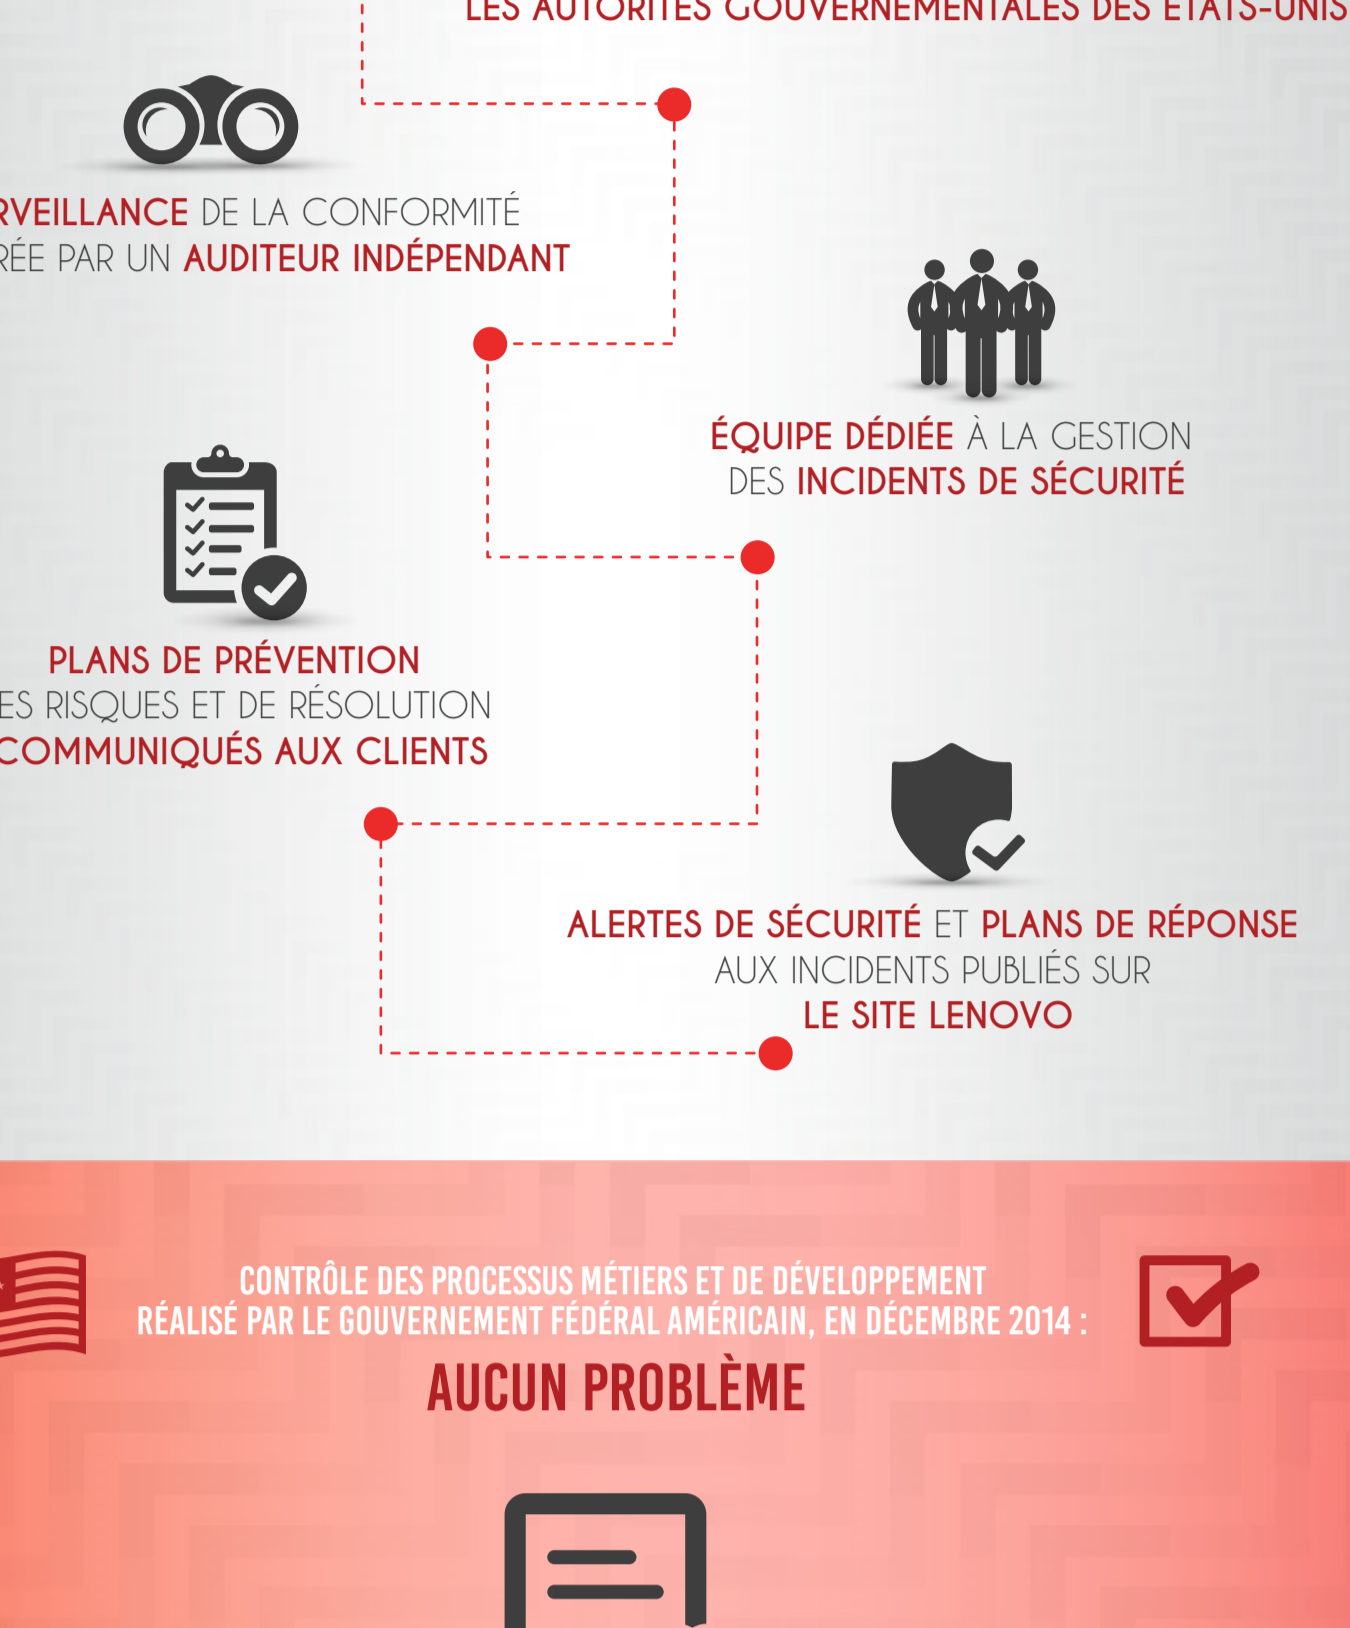 LES AUTORITÉS GOUVERNEMENTALES DES ÉTATS-UNIS
RVEILLANCE DE LA CONFORMITÉ
RÉE PAR UN AUDITEUR INDÉPENDANT
ÉQUIPE DÉDIÉE À LA GESTION
DES INCIDENTS DE SÉCURITÉ
PLANS DE PRÉVENTION
ES RISQUES ET DE RÉSOLUTION
COMMUNIQUÉS AUX CLIENTS
ALERTES DE SÉCURITÉ ET PLANS DE RÉPONSE
AUX INCIDENTS PUBLIÉS SUR
LE SITE LENOVO
CONTRÔLE DES PROCESSUS MÉTIERS ET DE DÉVELOPPEMENT
RÉALISÉ PAR LE GOUVERNEMENT FÉDÉRAL AMÉRICAIN, EN DÉCEMBRE 2014 :
AUCUN PROBLÈME